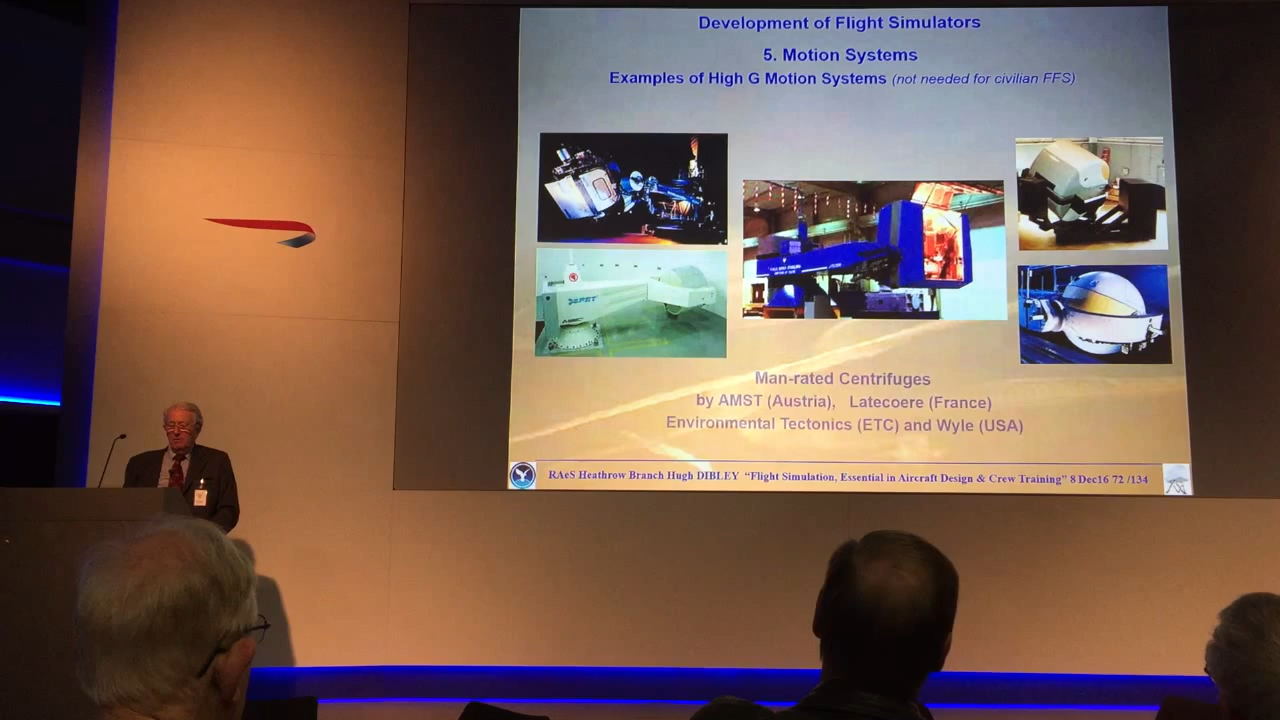 Development of Flight Simulators
5. Motion Systems
Examples of High G Motion Systems (not needed for civilian FFS)
Man-rated Centrifuges
by AMST (Austria), Latecoere (France)
Environmental Tectonics (ETC) and Wyle (USA)
RAeS Heathrow Branch Hugh DIBLEY "Flight Simulation, Essential in Aircraft Design & Crew Training" 8 Dec16 72 /134